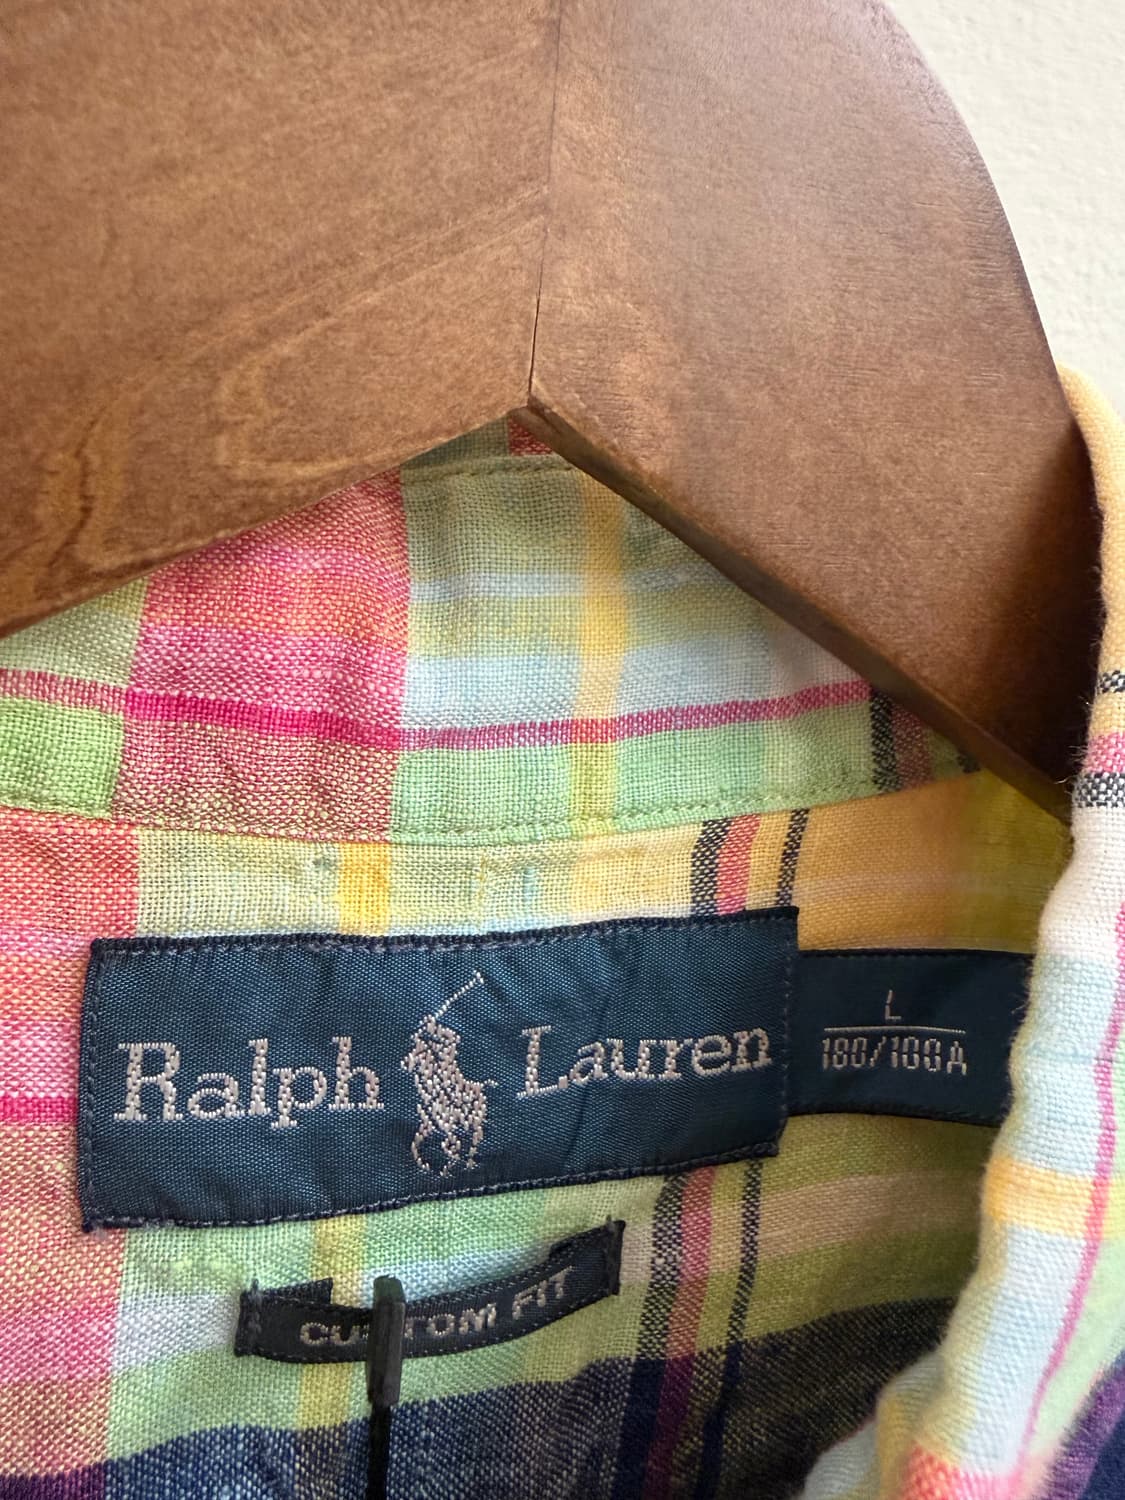 Ralph Lauren
L
180/100A
CUSTOM FIT